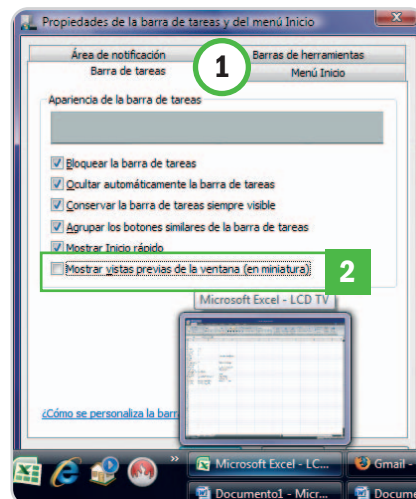 Propiedades de la barra de tareas y del menú Inicio
Área de notificación
Barras de herramientas
Barra de tareas
1
Menú Inicio
Apariencia de la barra de tareas
Bloquear la barra de tareas
Ocultar automáticamente la barra de tareas
Conservar la barra de tareas siempre visible
Agrupar los botones similares de la barra de tareas
Mostrar Inicio rápido
Mostrar vistas previas de la ventana (en miniatura)
2
Microsoft Excel - LCD TV
¿Cómo se personaliza la barr
»
Microsoft Excel - LC...
Gmail -
Documento1 - Micr...
Docume